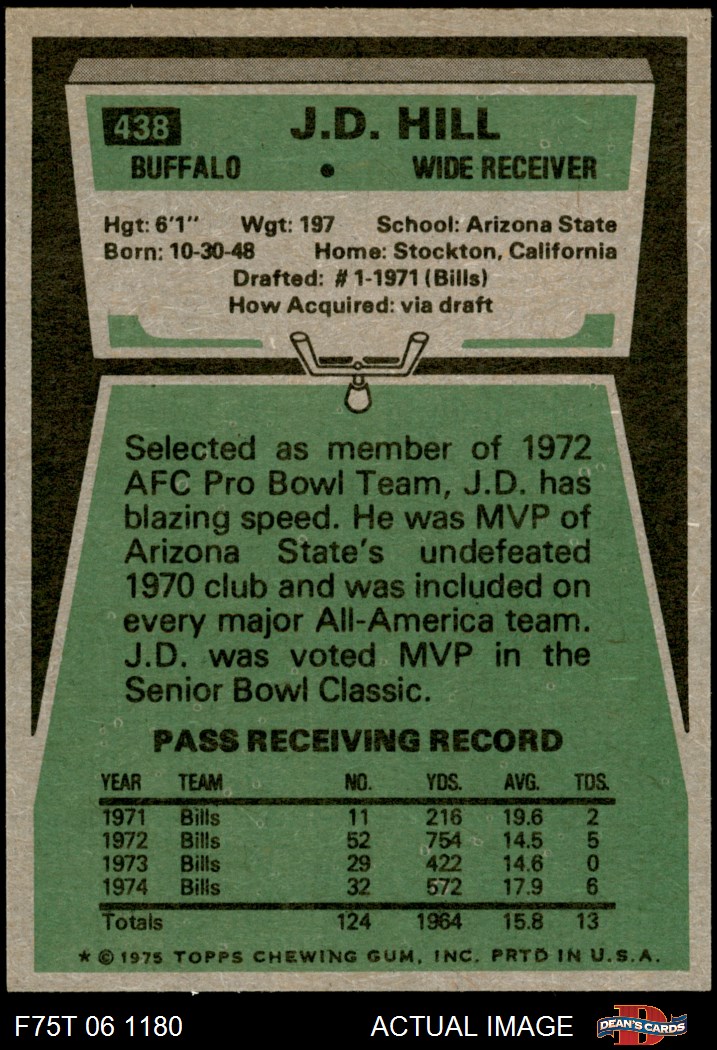 438 J.D. HILL
BUFFALO • WIDE RECEIVER
Hgt: 6'1" Wgt: 197 School: Arizona State
Born: 10-30-48 Home: Stockton, California
Drafted: #1-1971 (Bills)
How Acquired: via draft
Selected as member of 1972
AFC Pro Bowl Team, J.D. has
blazing speed. He was MVP of
Arizona State's undefeated
1970 club and was included on
every major All-America team.
J.D. was voted MVP in the
Senior Bowl Classic.
PASS RECEIVING RECORD
YEAR TEAM NO. YDS. AVG. TDS.
1971 Bills 11 216 19.6 2
1972 Bills 52 754 14.5 5
1973 Bills 29 422 14.6 0
1974 Bills 32 572 17.9 6
Totals 124 1964 15.8 13
* © 1975 TOPPS CHEWING GUM, INC. PRTD IN U.S.A.
F75T 06 1180 ACTUAL IMAGE D DEAN'S CARDS